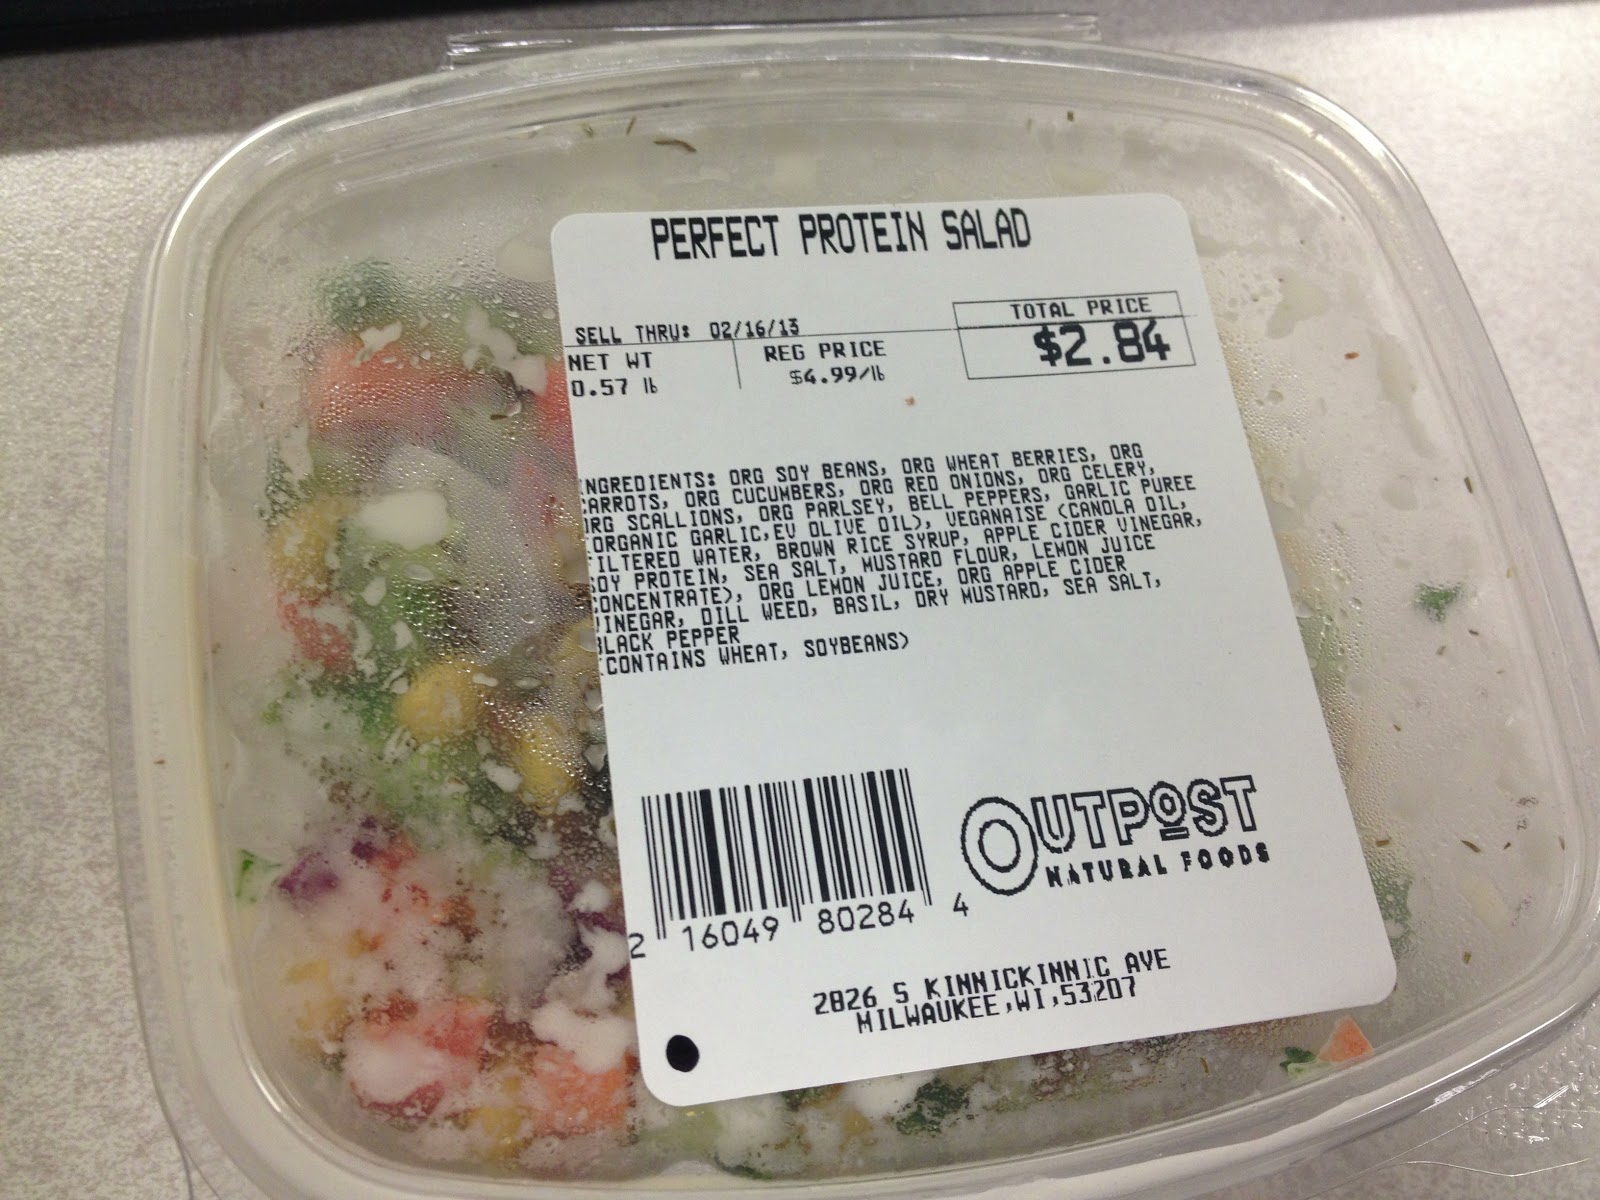 PERFECT PROTEIN SALAD
SELL THRU: 02/16/13
TOTAL PRICE
$2.84
NET WT
0.57 lb
REG PRICE
$4.99/lb
INGREDIENTS: ORG SOY BEANS, ORG WHEAT BERRIES, ORG
CARROTS, ORG CUCUMBERS, ORG RED ONIONS, ORG CELERY,
ORG SCALLIONS, ORG PARLSEY, BELL PEPPERS, GARLIC PUREE
(ORGANIC GARLIC,EV OLIVE OIL), VEGANAISE (CANOLA OIL,
FILTERED WATER, BROWN RICE SYRUP, APPLE CIDER VINEGAR,
SOY PROTEIN, SEA SALT, MUSTARD FLOUR, LEMON JUICE
CONCENTRATE), ORG LEMON JUICE, ORG APPLE CIDER
VINEGAR, DILL WEED, BASIL, DRY MUSTARD, SEA SALT,
BLACK PEPPER
(CONTAINS WHEAT, SOYBEANS)
2 16049 80284 4
OUTPOST
NATURAL FOODS
2826 S KINNICKINNIC AVE
MILWAUKEE,WI,53207